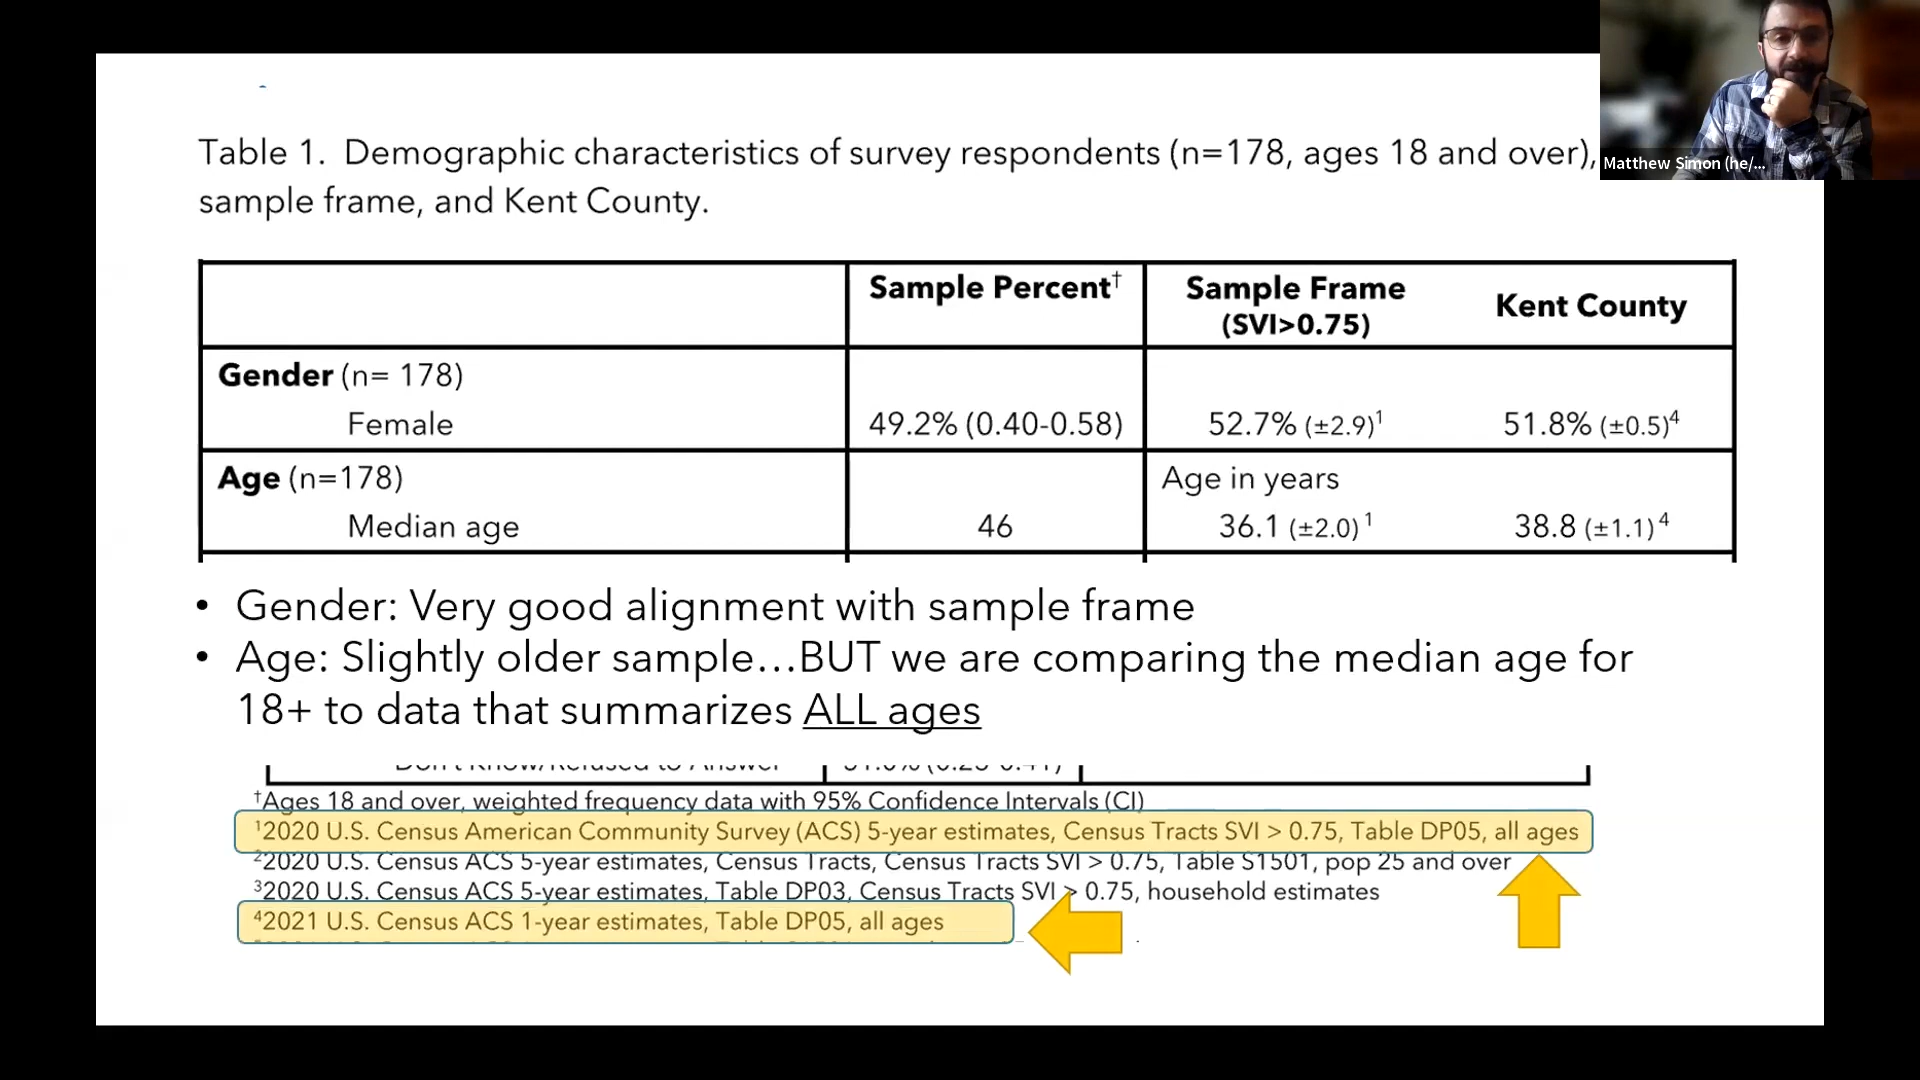 Matthew Simon (he/...
Table 1. Demographic characteristics of survey respondents (n=178, ages 18 and over),
sample frame, and Kent County.
Sample Percent†
Sample Frame
(SVI>0.75)
Kent County
Gender (n= 178)
Female
49.2% (0.40-0.58)
52.7% (±2.9)¹
51.8% (±0.5)⁴
Age (n=178)
Age in years
Median age
46
36.1 (±2.0) ¹
38.8 (±1.1) ⁴
• Gender: Very good alignment with sample frame
• Age: Slightly older sample...BUT we are comparing the median age for
18+ to data that summarizes ALL ages
Don't Know/Refused to Answer
†Ages 18 and over, weighted frequency data with 95% Confidence Intervals (CI)
¹2020 U.S. Census American Community Survey (ACS) 5-year estimates, Census Tracts SVI > 0.75, Table DP05, all ages
²2020 U.S. Census ACS 5-year estimates, Census Tracts, Census Tracts SVI > 0.75, Table S1501, pop 25 and over
³2020 U.S. Census ACS 5-year estimates, Table DP03, Census Tracts SVI > 0.75, household estimates
⁴2021 U.S. Census ACS 1-year estimates, Table DP05, all ages